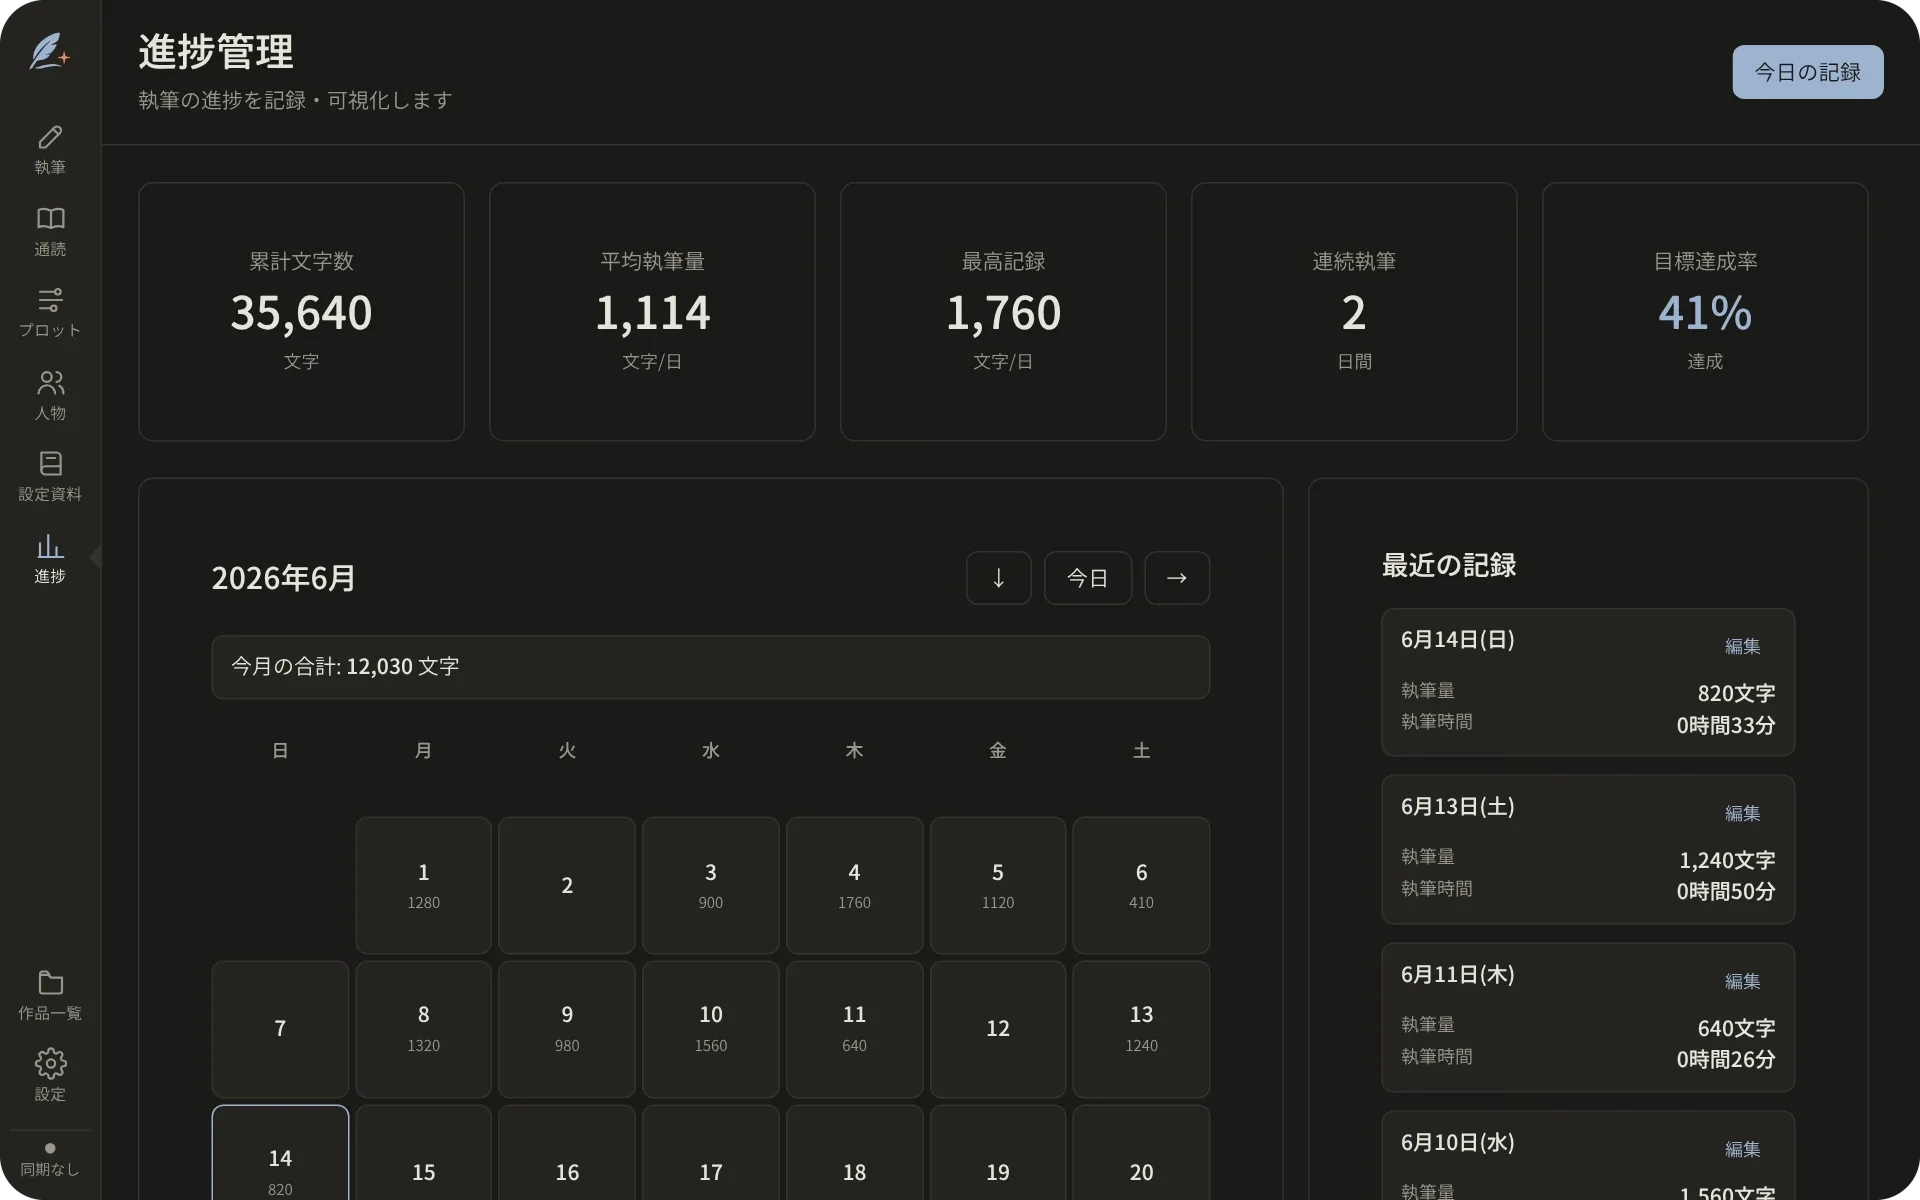 進捗管理
執筆の進捗を記録・可視化します
今日の記録
執筆
通読
プロット
人物
設定資料
進捗
作品一覧
設定
同期なし
累計文字数
35,640
文字
平均執筆量
1,114
文字/日
最高記録
1,760
文字/日
連続執筆
2
日間
目標達成率
41%
達成
2026年6月
↓ 今日 →
今月の合計: 12,030 文字
日 月 火 水 木 金 土
1 2 3 4 5 6
1280 900 1760 1120 410
7 8 9 10 11 12 13
1320 980 1560 640 1240
14 15 16 17 18 19 20
820
最近の記録
6月14日(日) 編集
執筆量 820文字
執筆時間 0時間33分
6月13日(土) 編集
執筆量 1,240文字
執筆時間 0時間50分
6月11日(木) 編集
執筆量 640文字
執筆時間 0時間26分
6月10日(水) 編集
執筆量 1,560文字